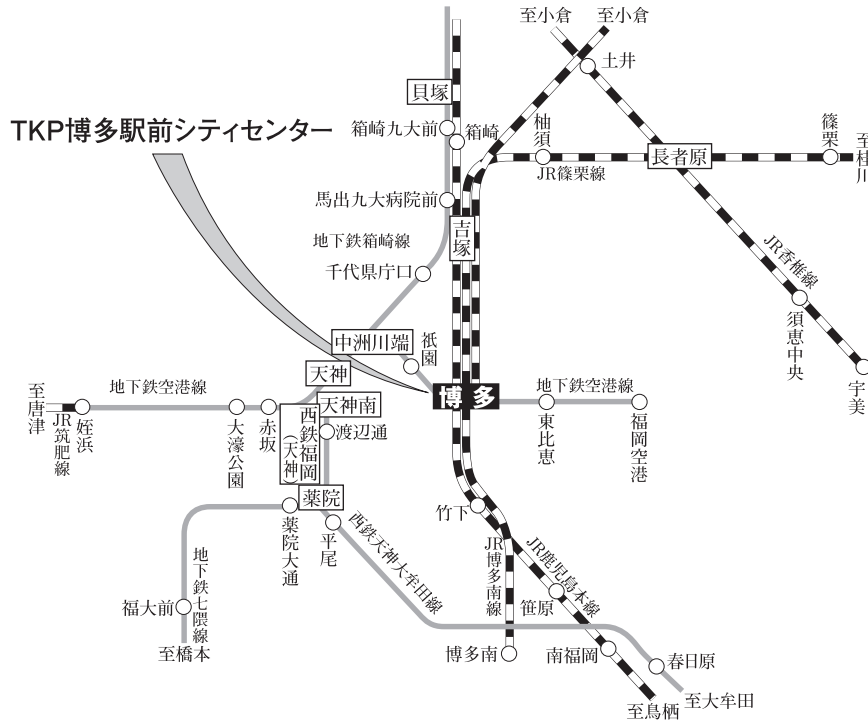 至小倉
至小倉
土井
貝塚
TKP博多駅前シティセンター
箱崎九大前
箱崎
柚須
長者原
篠栗
至桂川
JR篠栗線
馬出九大病院前
吉塚
地下鉄箱崎線
千代県庁口
JR香椎線
須恵中央
宇美
中洲川端
祇園
天神
博多
地下鉄空港線
東比恵
福岡空港
天神南
地下鉄空港線
至唐津
JR筑肥線
姪浜
大濠公園
赤坂
西鉄福岡
(天神)
渡辺通
薬院
薬院大通
平尾
西鉄天神大牟田線
竹下
JR博多南線
JR鹿児島本線
笹原
地下鉄七隈線
福大前
至橋本
博多南
南福岡
春日原
至大牟田
至鳥栖